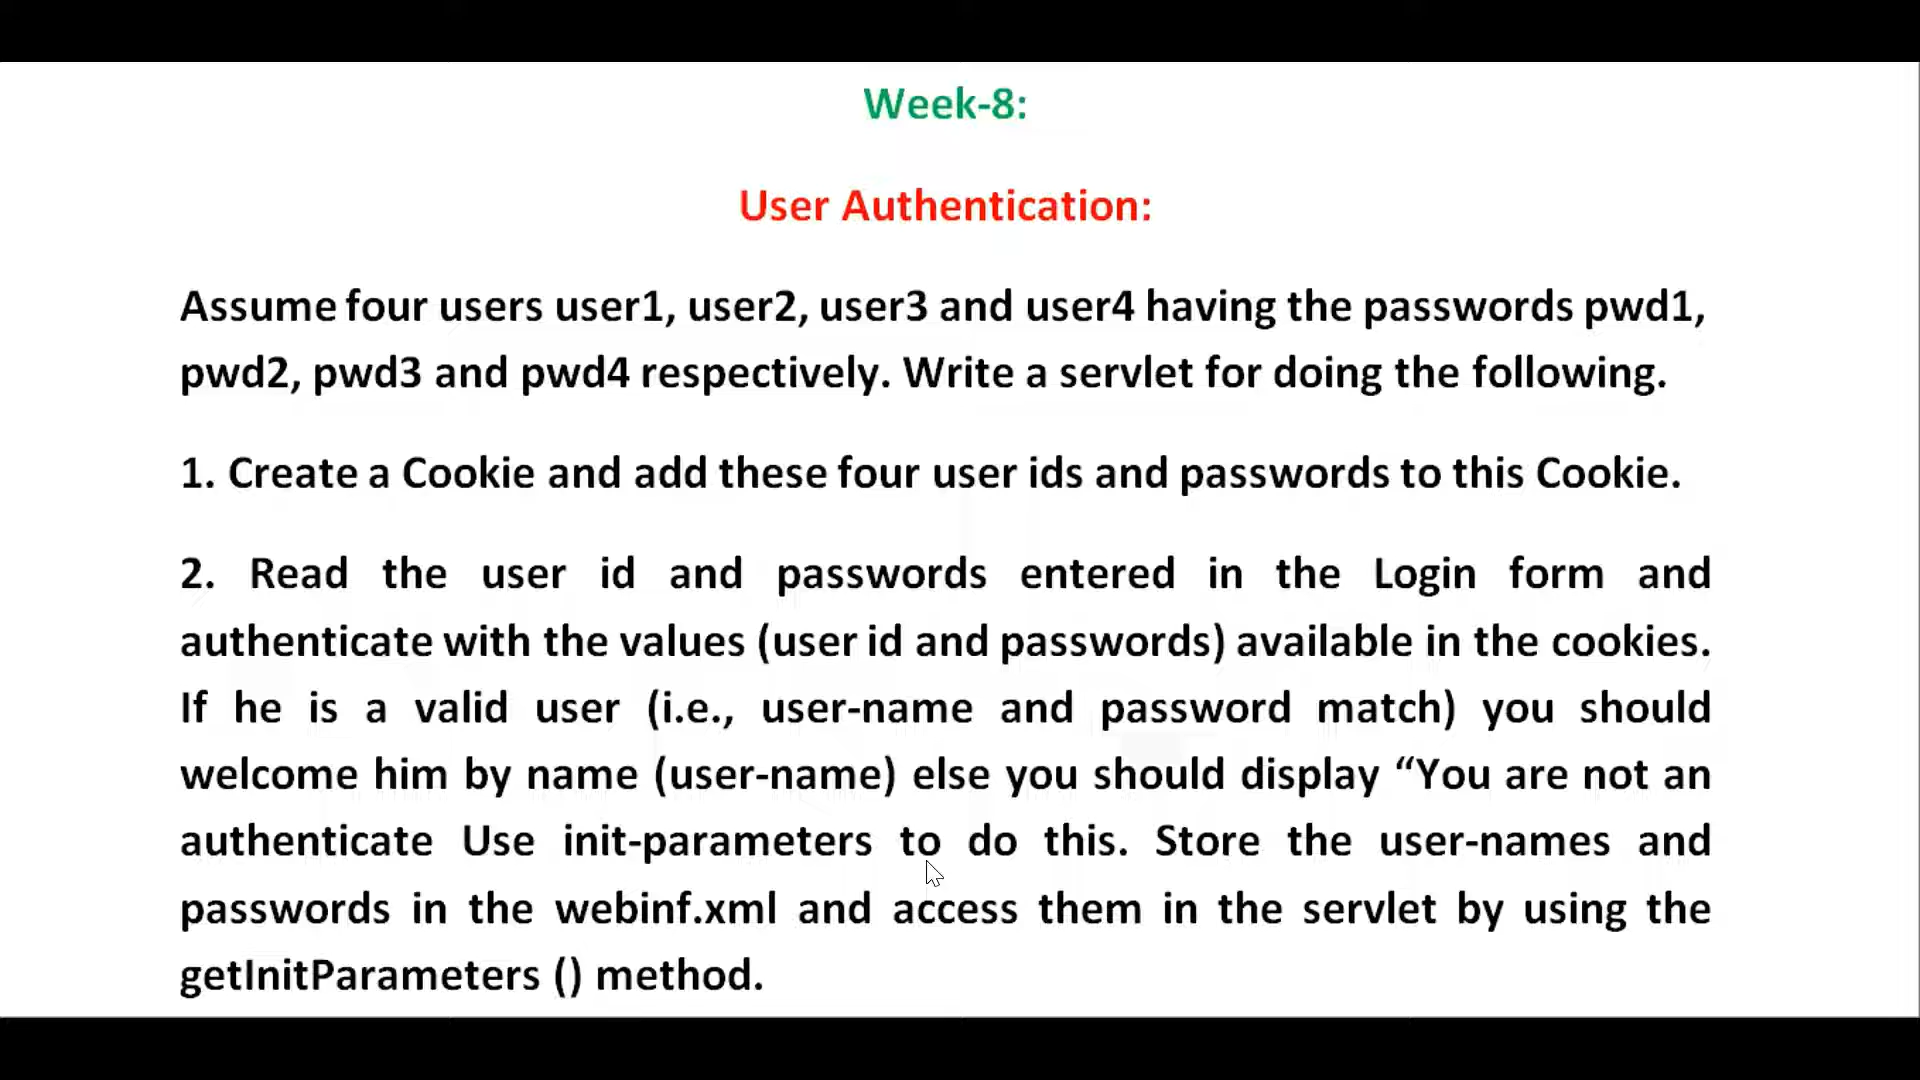 Week-8:
User Authentication:
Assume four users user1, user2, user3 and user4 having the passwords pwd1,
pwd2, pwd3 and pwd4 respectively. Write a servlet for doing the following.
1. Create a Cookie and add these four user ids and passwords to this Cookie.
2. Read the user id and passwords entered in the Login form and
authenticate with the values (user id and passwords) available in the cookies.
If he is a valid user (i.e., user-name and password match) you should
welcome him by name (user-name) else you should display “You are not an
authenticate Use init-parameters to do this. Store the user-names and
passwords in the webinf.xml and access them in the servlet by using the
getInitParameters () method.